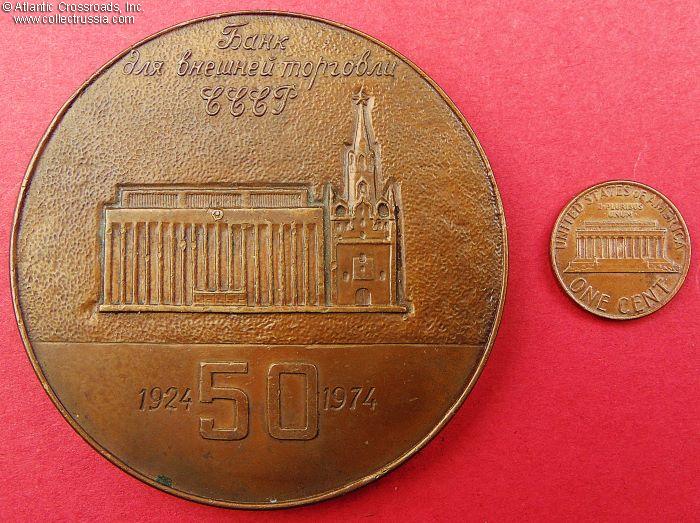 © Atlantic Crossroads, Inc
www.collectrussia.com
Банк
для внешней торговли
СССР
1924 50 1974
UNITED STATES OF AMERICA
E·PLURIBUS
UNUM
ONE CENT